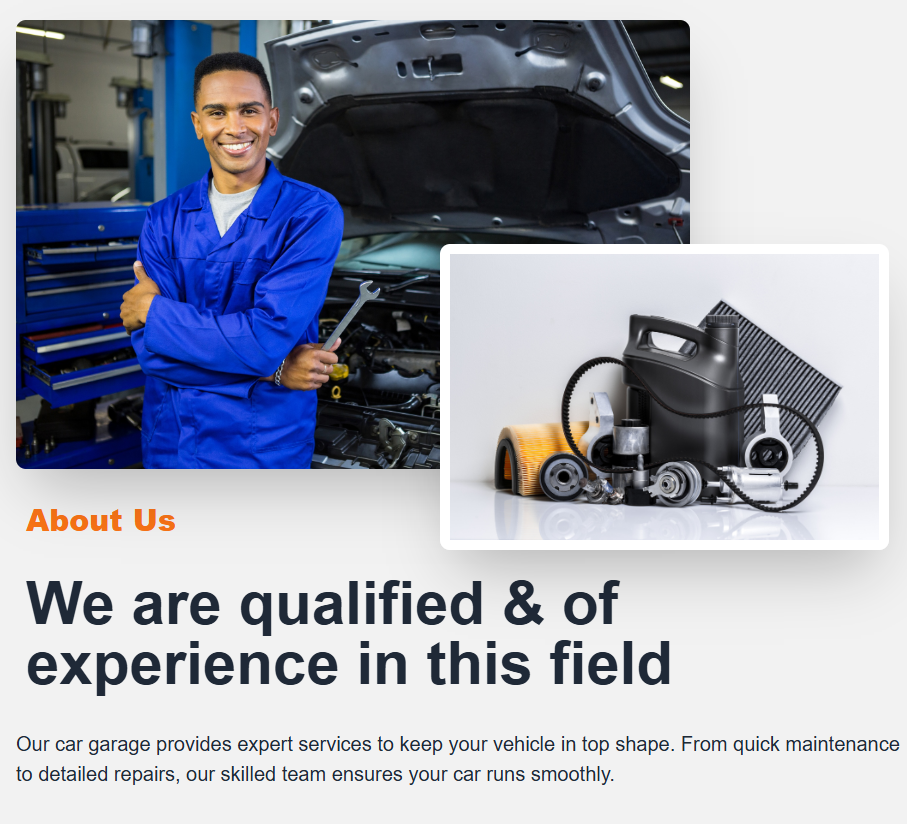 About Us
We are qualified & of
experience in this field
Our car garage provides expert services to keep your vehicle in top shape. From quick maintenance
to detailed repairs, our skilled team ensures your car runs smoothly.